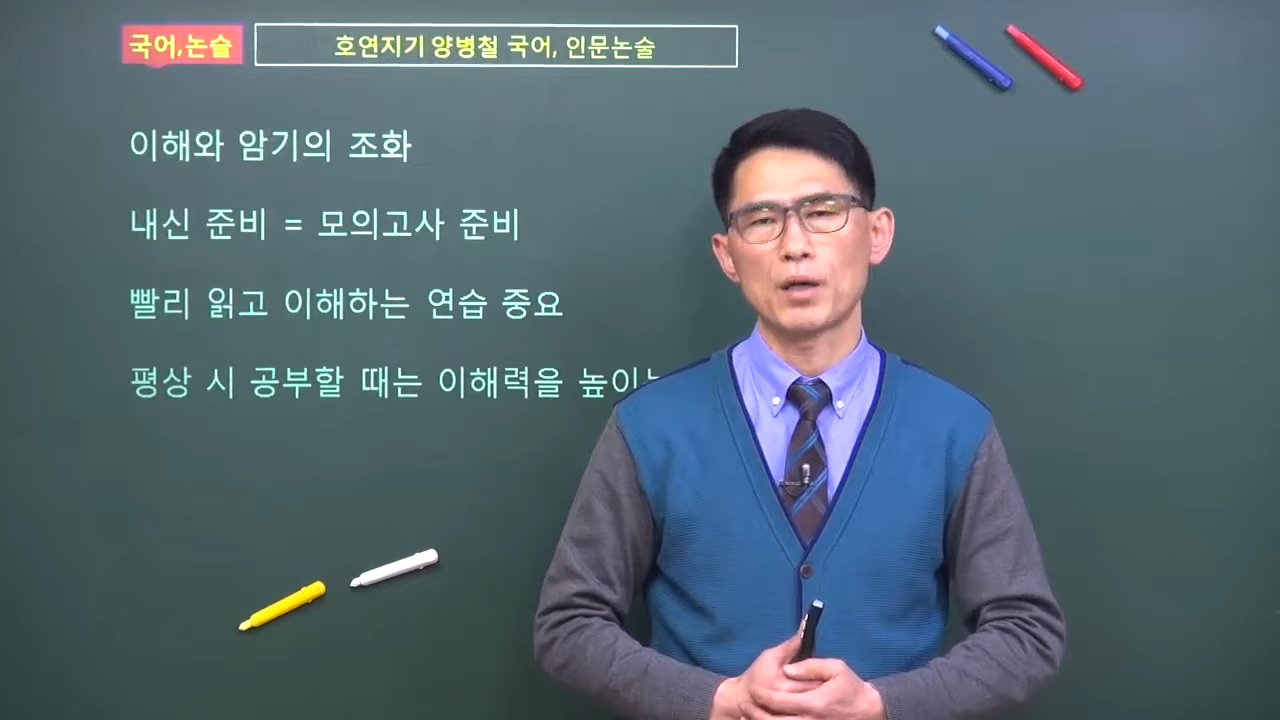 국어,논술
호연지기 양병철 국어, 인문논술
이해와 암기의 조화
내신 준비 = 모의고사 준비
빨리 읽고 이해하는 연습 중요
평상 시 공부할 때는 이해력을 높이